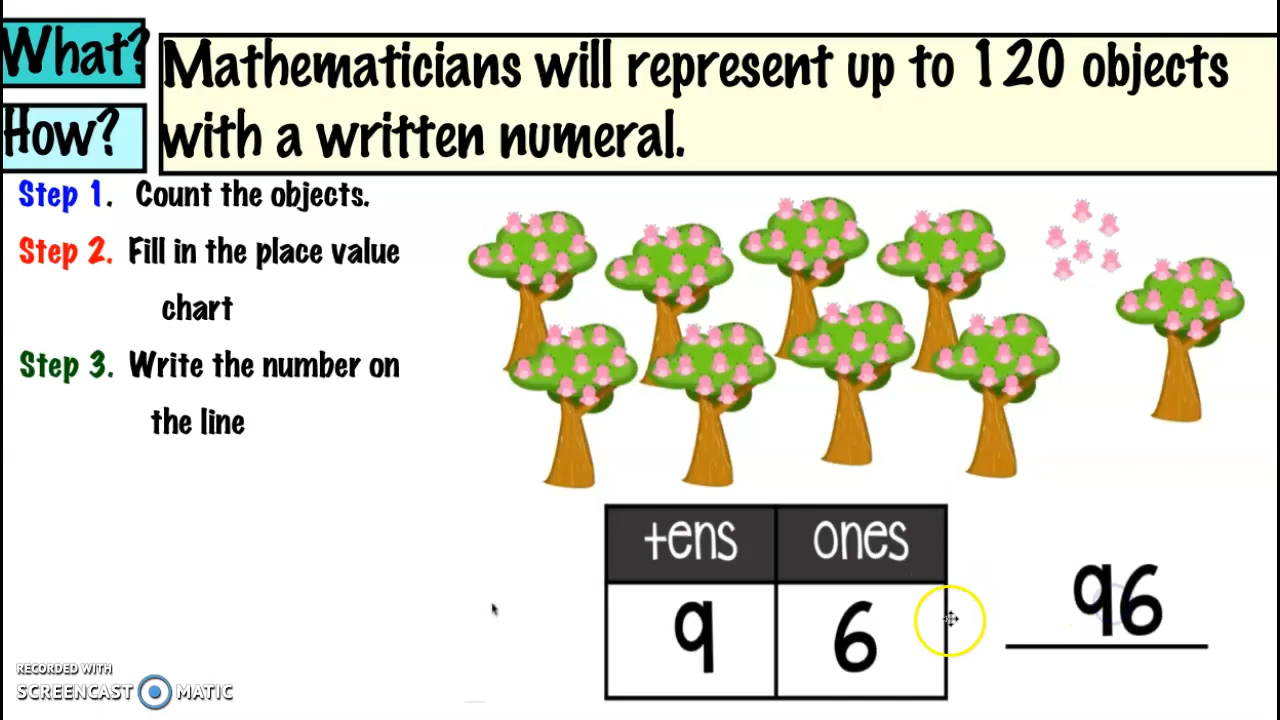 What?
Mathematicians will represent up to 120 objects
How?
with a written numeral.
Step 1. Count the objects.
Step 2. Fill in the place value
chart
Step 3. Write the number on
the line
tens ones
9 6
96
RECORDED WITH
SCREENCAST MATIC